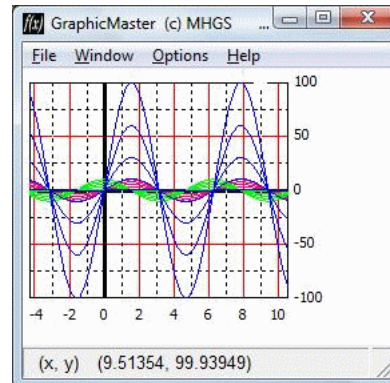 f(x) GraphicMaster (c) MHGS ...
File Window Options Help
100
50
0
-50
-100
-4 -2 0 2 4 6 8 10
(x, y) (9.51354, 99.93949)